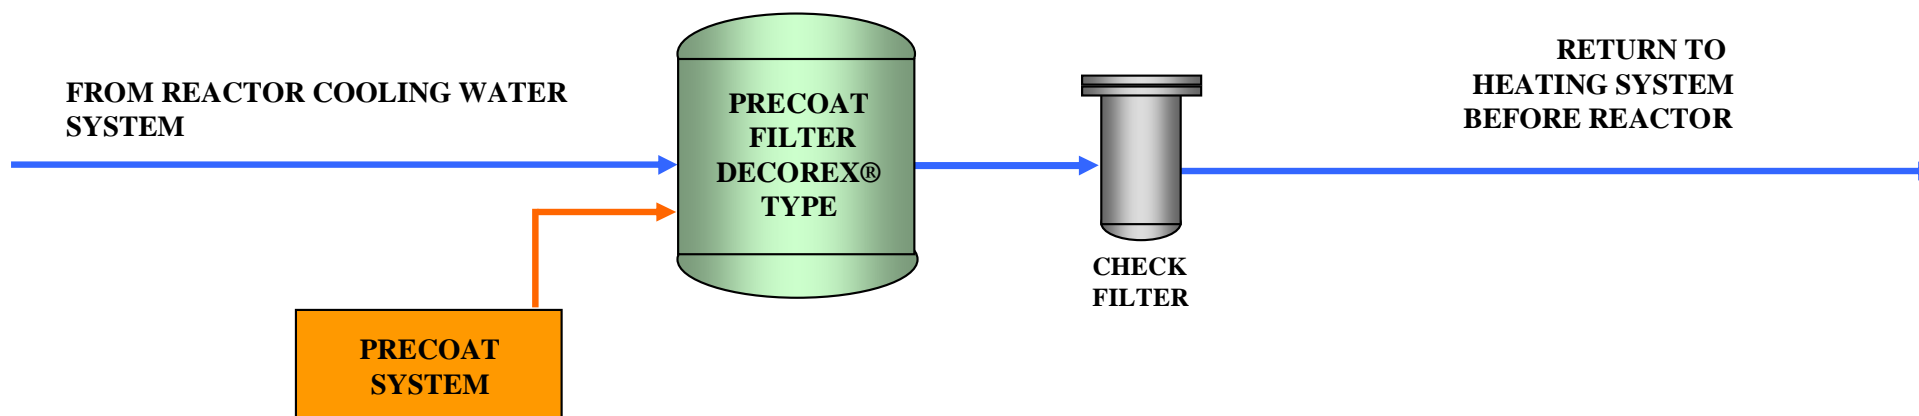 FROM REACTOR COOLING WATER
SYSTEM
PRECOAT
FILTER
DECOREX®
TYPE
RETURN TO
HEATING SYSTEM
BEFORE REACTOR
CHECK
FILTER
PRECOAT
SYSTEM